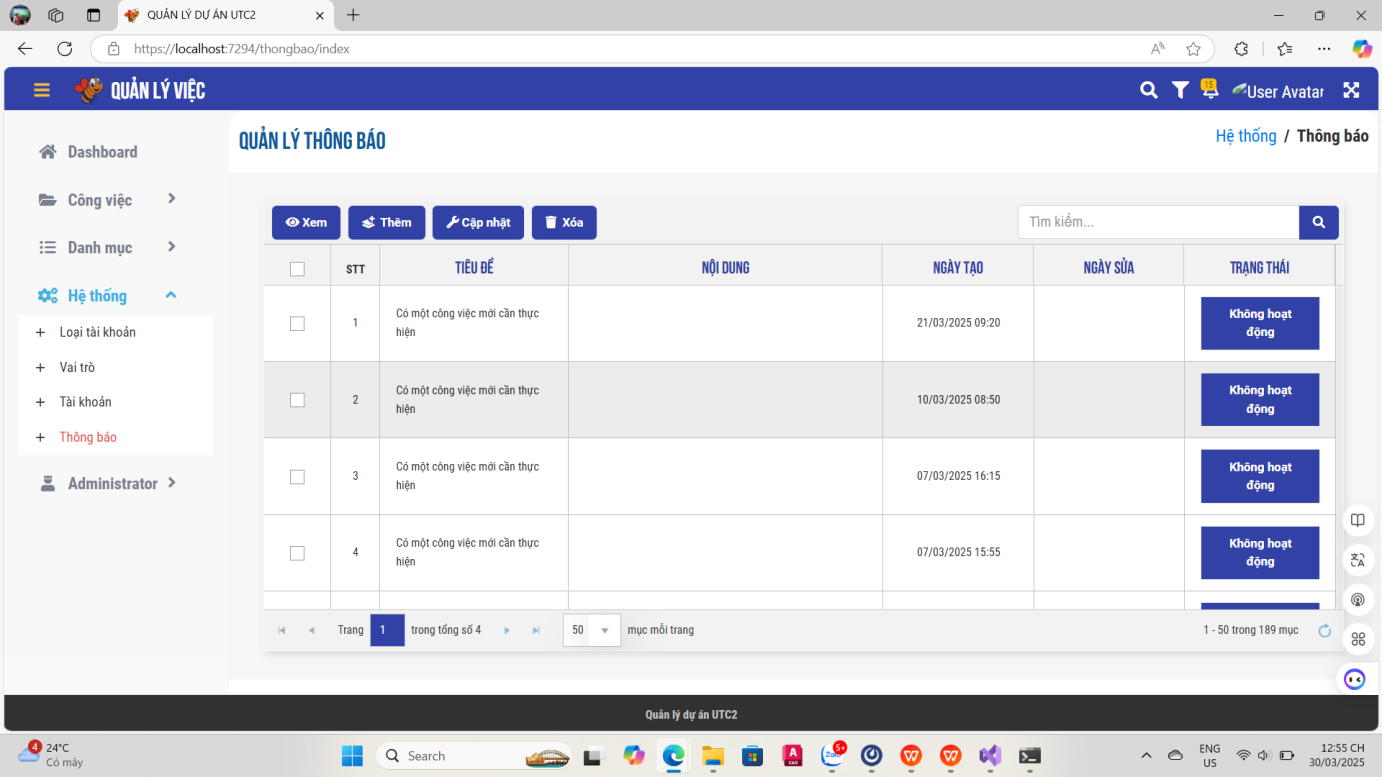 QUẢN LÝ DỰ ÁN UTC2
https://localhost:7294/thongbao/index
QUẢN LÝ VIỆC
15
User Avatar
Dashboard
Công việc
Danh mục
Hệ thống
Loại tài khoản
Vai trò
Tài khoản
Thông báo
Administrator
QUẢN LÝ THÔNG BÁO
Hệ thống / Thông báo
Xem Thêm Cập nhật Xóa
Tìm kiếm...
STT TIÊU ĐỀ NỘI DUNG NGÀY TẠO NGÀY SỬA TRẠNG THÁI
1 Có một công việc mới cần thực hiện 21/03/2025 09:20 Không hoạt động
2 Có một công việc mới cần thực hiện 10/03/2025 08:50 Không hoạt động
3 Có một công việc mới cần thực hiện 07/03/2025 16:15 Không hoạt động
4 Có một công việc mới cần thực hiện 07/03/2025 15:55 Không hoạt động
Trang 1 trong tổng số 4 50 mục mỗi trang 1 - 50 trong 189 mục
Quản lý dự án UTC2
4
24°C
Có mây
Search
A
CAD
Zalo
5+
ENG
US
12:55 CH
30/03/2025